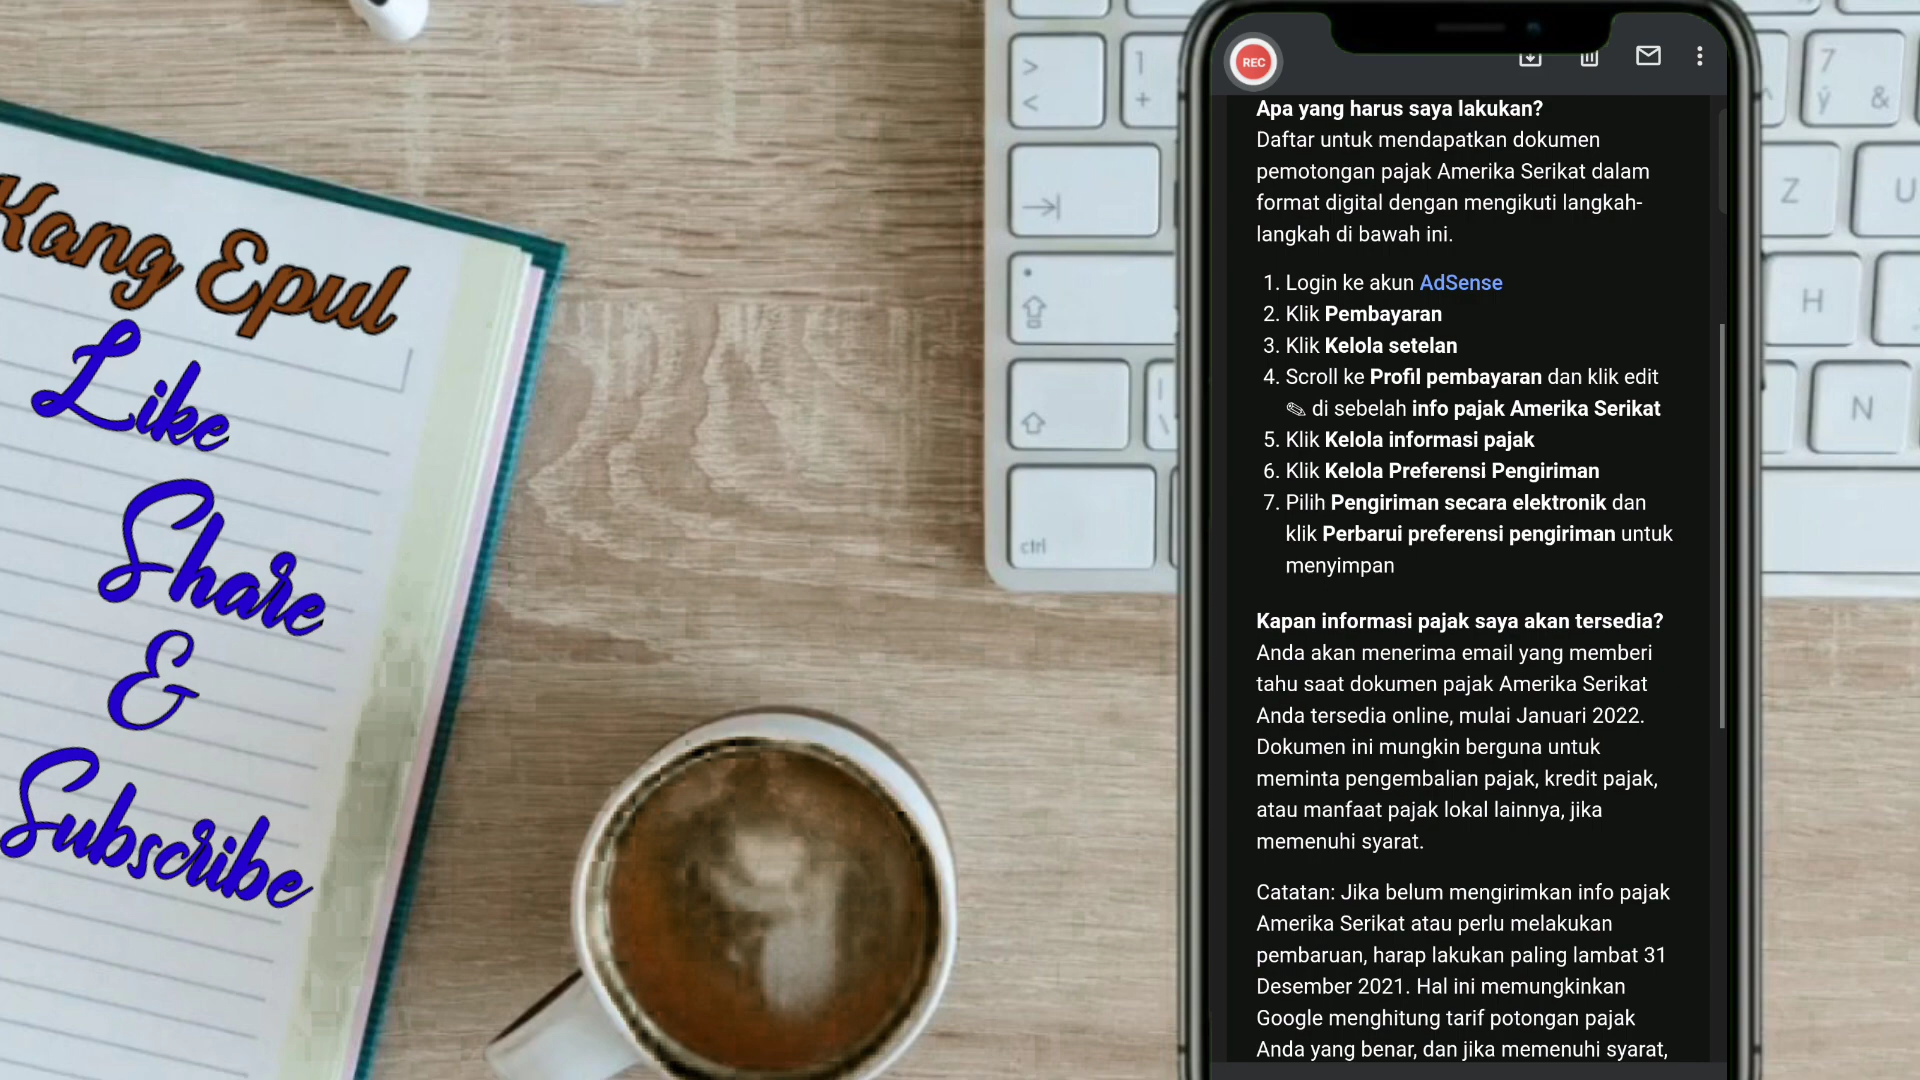 Kang Epul
Like
Share
&
Subscribe
>
<
1
+
ctrl
7
ý
&
^
Z
U
H
N
REC
Apa yang harus saya lakukan?
Daftar untuk mendapatkan dokumen
pemotongan pajak Amerika Serikat dalam
format digital dengan mengikuti langkah-
langkah di bawah ini.
1. Login ke akun AdSense
2. Klik Pembayaran
3. Klik Kelola setelan
4. Scroll ke Profil pembayaran dan klik edit
✎ di sebelah info pajak Amerika Serikat
5. Klik Kelola informasi pajak
6. Klik Kelola Preferensi Pengiriman
7. Pilih Pengiriman secara elektronik dan
klik Perbarui preferensi pengiriman untuk
menyimpan
Kapan informasi pajak saya akan tersedia?
Anda akan menerima email yang memberi
tahu saat dokumen pajak Amerika Serikat
Anda tersedia online, mulai Januari 2022.
Dokumen ini mungkin berguna untuk
meminta pengembalian pajak, kredit pajak,
atau manfaat pajak lokal lainnya, jika
memenuhi syarat.
Catatan: Jika belum mengirimkan info pajak
Amerika Serikat atau perlu melakukan
pembaruan, harap lakukan paling lambat 31
Desember 2021. Hal ini memungkinkan
Google menghitung tarif potongan pajak
Anda yang benar, dan jika memenuhi syarat,